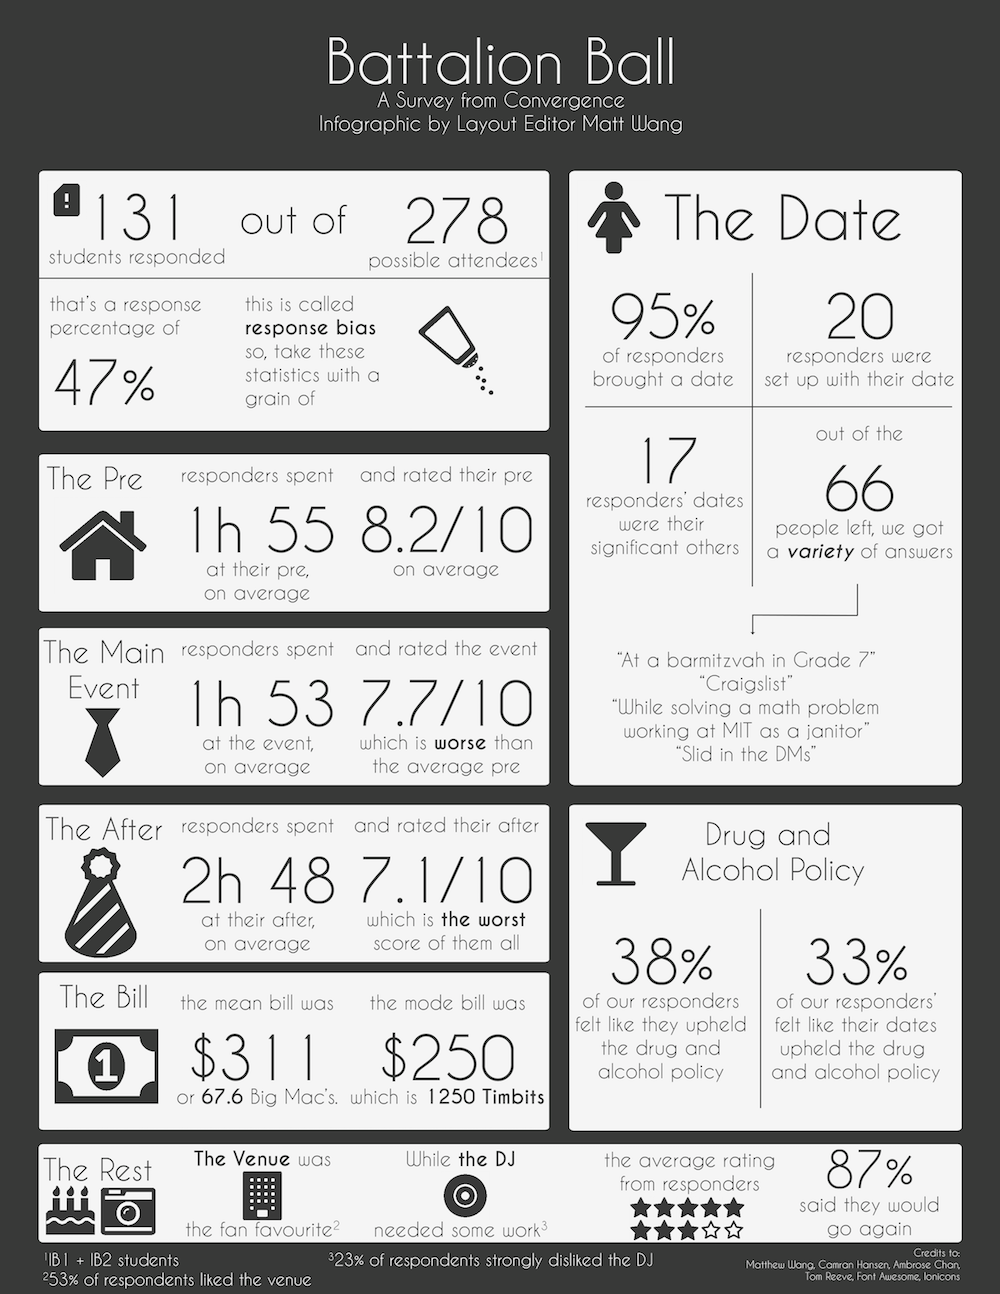 Battalion Ball
A Survey from Convergence
Infographic by Layout Editor Matt Wang
131
students responded
out of
278
possible attendees¹
that's a response
percentage of
47%
this is called
response bias
so, take these
statistics with a
grain of
The Pre
responders spent
1h 55
at their pre,
on average
and rated their pre
8.2/10
on average
The Main
Event
responders spent
1h 53
at the event,
on average
and rated the event
7.7/10
which is worse than
the average pre
The After
responders spent
2h 48
at their after,
on average
and rated their after
7.1/10
which is the worst
score of them all
The Bill
1
the mean bill was
$311
or 67.6 Big Mac's.
the mode bill was
$250
which is 1250 Timbits
The Date
95%
of responders
brought a date
20
responders were
set up with their date
17
responders' dates
were their
significant others
out of the
66
people left, we got
a variety of answers
"At a barmitzvah in Grade 7"
"Craigslist"
"While solving a math problem
working at MIT as a janitor"
"Slid in the DMs"
Drug and
Alcohol Policy
38%
of our responders
felt like they upheld
the drug and
alcohol policy
33%
of our responders'
felt like their dates
upheld the drug
and alcohol policy
The Rest
The Venue was
the fan favourite²
While the DJ
needed some work³
the average rating
from responders
87%
said they would
go again
¹IB1 + IB2 students
²53% of respondents liked the venue
³23% of respondents strongly disliked the DJ
Credits to:
Matthew Wang, Camran Hansen, Ambrose Chan,
Tom Reeve, Font Awesome, Ionicons